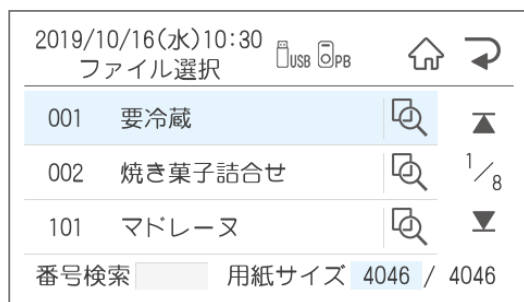 2019/10/16(水)10:30 USB PB
ファイル選択
001 要冷蔵
002 焼き菓子詰合せ
1/8
101 マドレーヌ
番号検索 用紙サイズ 4046 / 4046